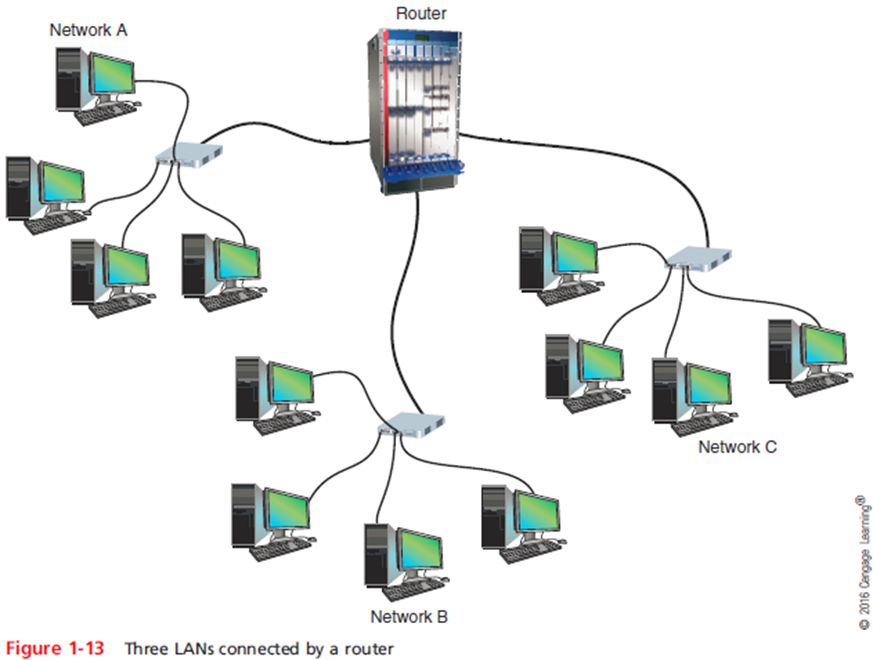 Router
Network A
Network C
Network B
© 2016 Cengage Learning®
Figure 1-13 Three LANs connected by a router